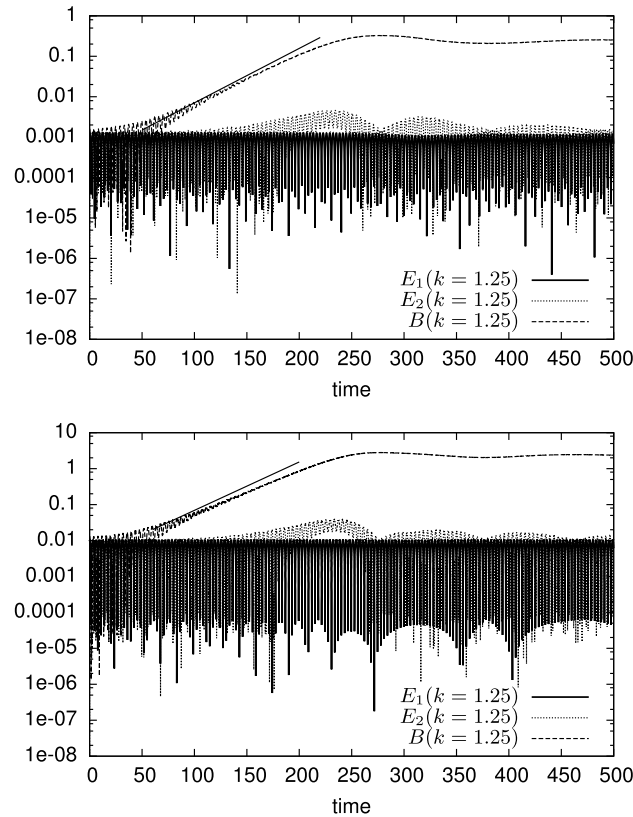 1
0.1
0.01
0.001
0.0001
1e-05
1e-06
1e-07
1e-08
E₁(k = 1.25)
E₂(k = 1.25)
B(k = 1.25)
0 50 100 150 200 250 300 350 400 450 500
time
10
1
0.1
0.01
0.001
0.0001
1e-05
1e-06
1e-07
1e-08
E₁(k = 1.25)
E₂(k = 1.25)
B(k = 1.25)
0 50 100 150 200 250 300 350 400 450 500
time